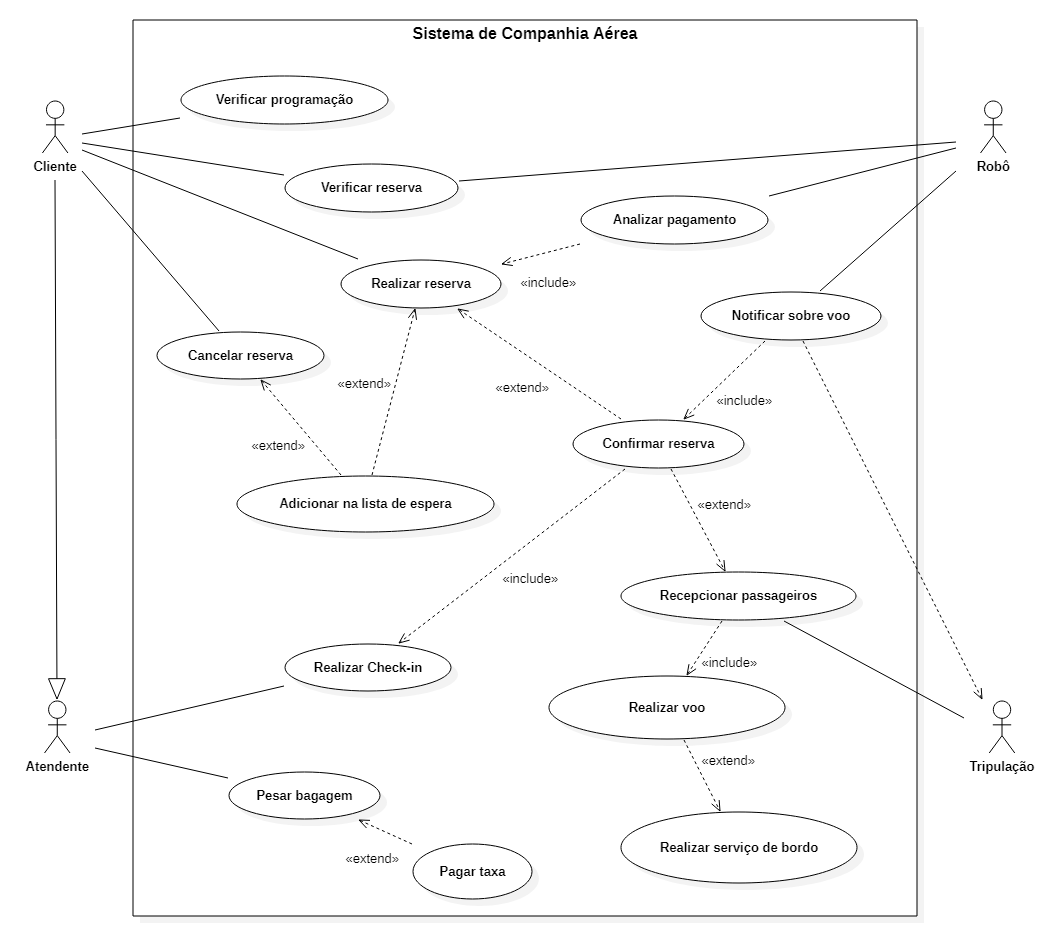 Sistema de Companhia Aérea
Verificar programação
Cliente
Robô
Verificar reserva
Analizar pagamento
Realizar reserva
«include»
Notificar sobre voo
Cancelar reserva
«extend»
«extend»
«include»
Confirmar reserva
«extend»
Adicionar na lista de espera
«extend»
«include»
Recepcionar passageiros
Realizar Check-in
«include»
Realizar voo
Atendente
Tripulação
«extend»
Pesar bagagem
Realizar serviço de bordo
«extend»
Pagar taxa